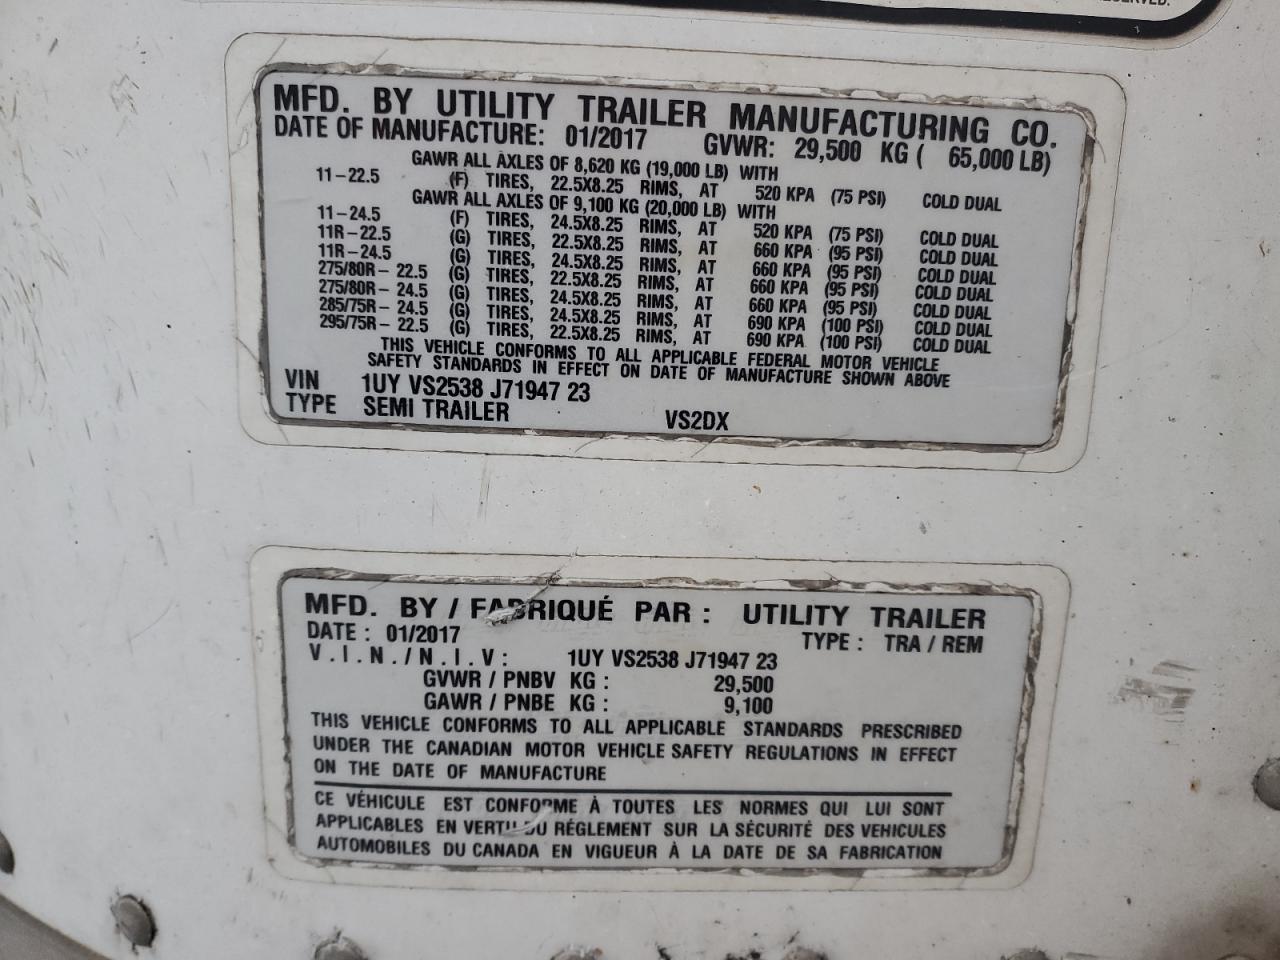 RESERVED.
MFD. BY UTILITY TRAILER MANUFACTURING CO.
DATE OF MANUFACTURE: 01/2017 GVWR: 29,500 KG ( 65,000 LB)
GAWR ALL AXLES OF 8,620 KG (19,000 LB) WITH
11-22.5 (F) TIRES, 22.5X8.25 RIMS, AT 520 KPA (75 PSI) COLD DUAL
GAWR ALL AXLES OF 9,100 KG (20,000 LB) WITH
11-24.5 (F) TIRES, 24.5X8.25 RIMS, AT 520 KPA (75 PSI) COLD DUAL
11R-22.5 (G) TIRES, 22.5X8.25 RIMS, AT 660 KPA (95 PSI) COLD DUAL
11R-24.5 (G) TIRES, 24.5X8.25 RIMS, AT 660 KPA (95 PSI) COLD DUAL
275/80R- 22.5 (G) TIRES, 22.5X8.25 RIMS, AT 660 KPA (95 PSI) COLD DUAL
275/80R- 24.5 (G) TIRES, 24.5X8.25 RIMS, AT 660 KPA (95 PSI) COLD DUAL
285/75R- 24.5 (G) TIRES, 24.5X8.25 RIMS, AT 690 KPA (100 PSI) COLD DUAL
295/75R- 22.5 (G) TIRES, 22.5X8.25 RIMS, AT 690 KPA (100 PSI) COLD DUAL
THIS VEHICLE CONFORMS TO ALL APPLICABLE FEDERAL MOTOR VEHICLE
SAFETY STANDARDS IN EFFECT ON DATE OF MANUFACTURE SHOWN ABOVE
VIN 1UY VS2538 J71947 23
TYPE SEMI TRAILER VS2DX
MFD. BY / FABRIQUÉ PAR : UTILITY TRAILER
DATE : 01/2017 TYPE : TRA / REM
V.I.N./N.I.V: 1UY VS2538 J71947 23
GVWR / PNBV KG : 29,500
GAWR / PNBE KG : 9,100
THIS VEHICLE CONFORMS TO ALL APPLICABLE STANDARDS PRESCRIBED
UNDER THE CANADIAN MOTOR VEHICLE SAFETY REGULATIONS IN EFFECT
ON THE DATE OF MANUFACTURE
CE VÉHICULE EST CONFORME À TOUTES LES NORMES QUI LUI SONT
APPLICABLES EN VERTU DU RÉGLEMENT SUR LA SÉCURITÉ DES VEHICULES
AUTOMOBILES DU CANADA EN VIGUEUR À LA DATE DE SA FABRICATION